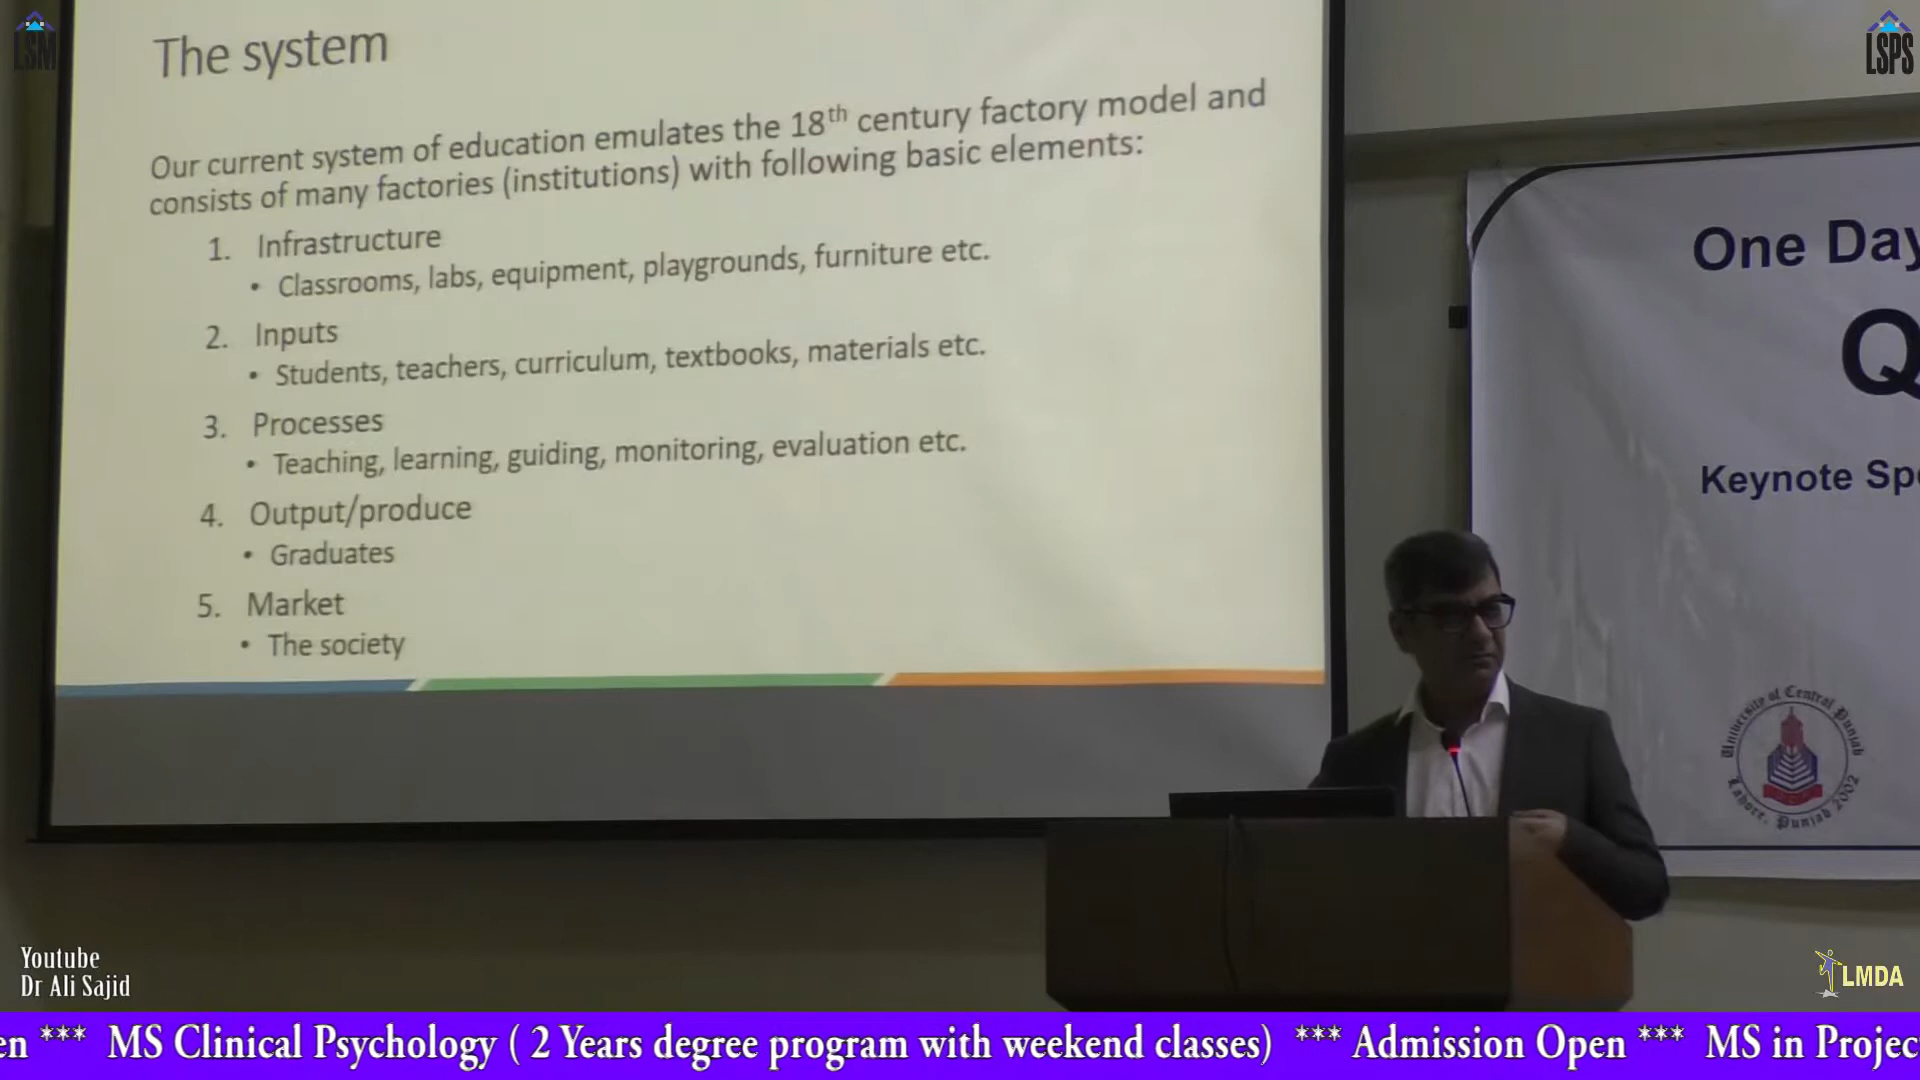 LSM
LSPS
The system
Our current system of education emulates the 18th century factory model and
consists of many factories (institutions) with following basic elements:
1. Infrastructure
• Classrooms, labs, equipment, playgrounds, furniture etc.
2. Inputs
• Students, teachers, curriculum, textbooks, materials etc.
3. Processes
• Teaching, learning, guiding, monitoring, evaluation etc.
4. Output/produce
• Graduates
5. Market
• The society
One Day
Q
Keynote Spe
University of Central Punjab
Lahore, Punjab 2002
Youtube
Dr Ali Sajid
LMDA
en *** MS Clinical Psychology ( 2 Years degree program with weekend classes) *** Admission Open *** MS in Projec